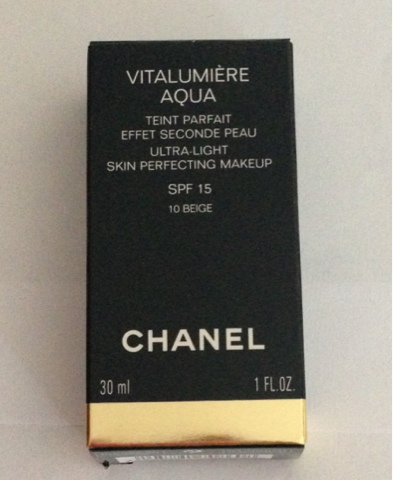 VITALUMIÈRE
AQUA
TEINT PARFAIT
EFFET SECONDE PEAU
ULTRA-LIGHT
SKIN PERFECTING MAKEUP
SPF 15
10 BEIGE
CHANEL
30 ml 1 FL.OZ.